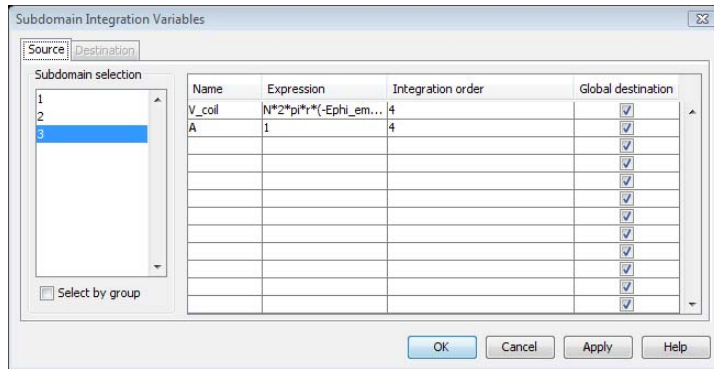 Subdomain Integration Variables
Source Destination
Subdomain selection
1
2
3
Select by group
Name Expression Integration order Global destination
V_coil N*2*pi*r*(-Ephi_em... 4
A 1 4
OK Cancel Apply Help